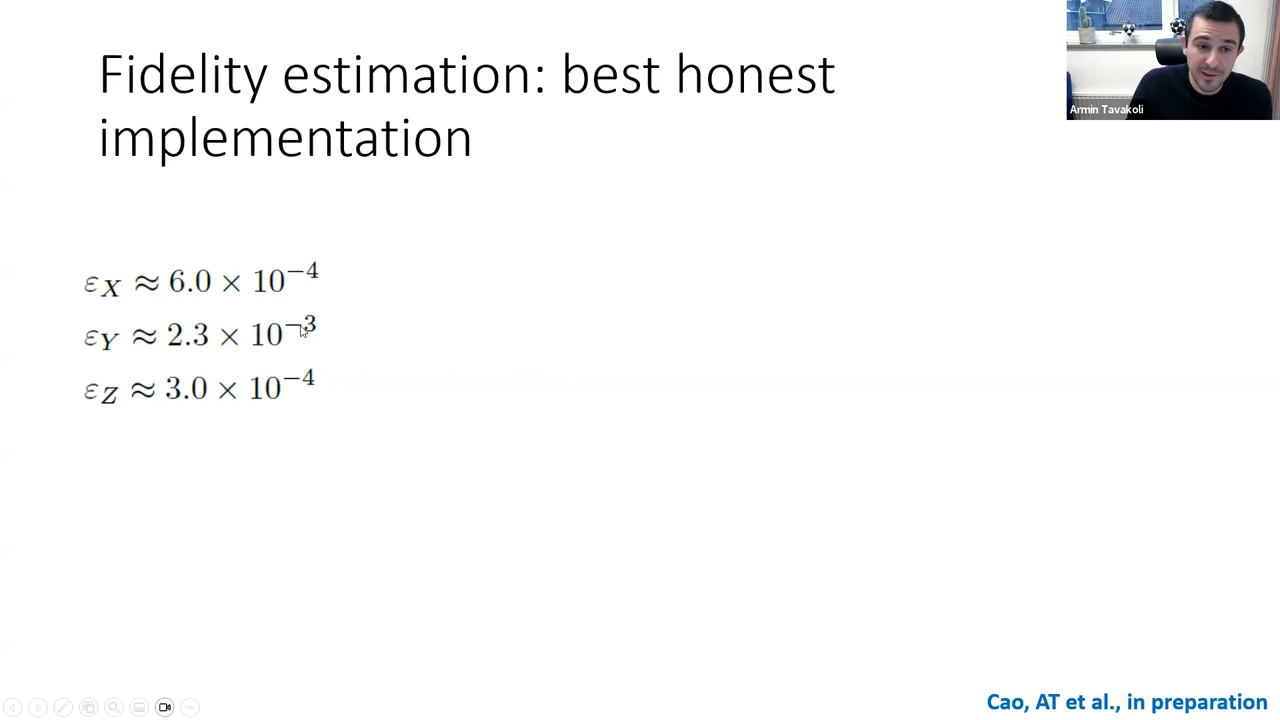 Fidelity estimation: best honest
implementation
Armin Tavakoli
εX ≈ 6.0 × 10⁻⁴
εY ≈ 2.3 × 10⁻³
εZ ≈ 3.0 × 10⁻⁴
Cao, AT et al., in preparation